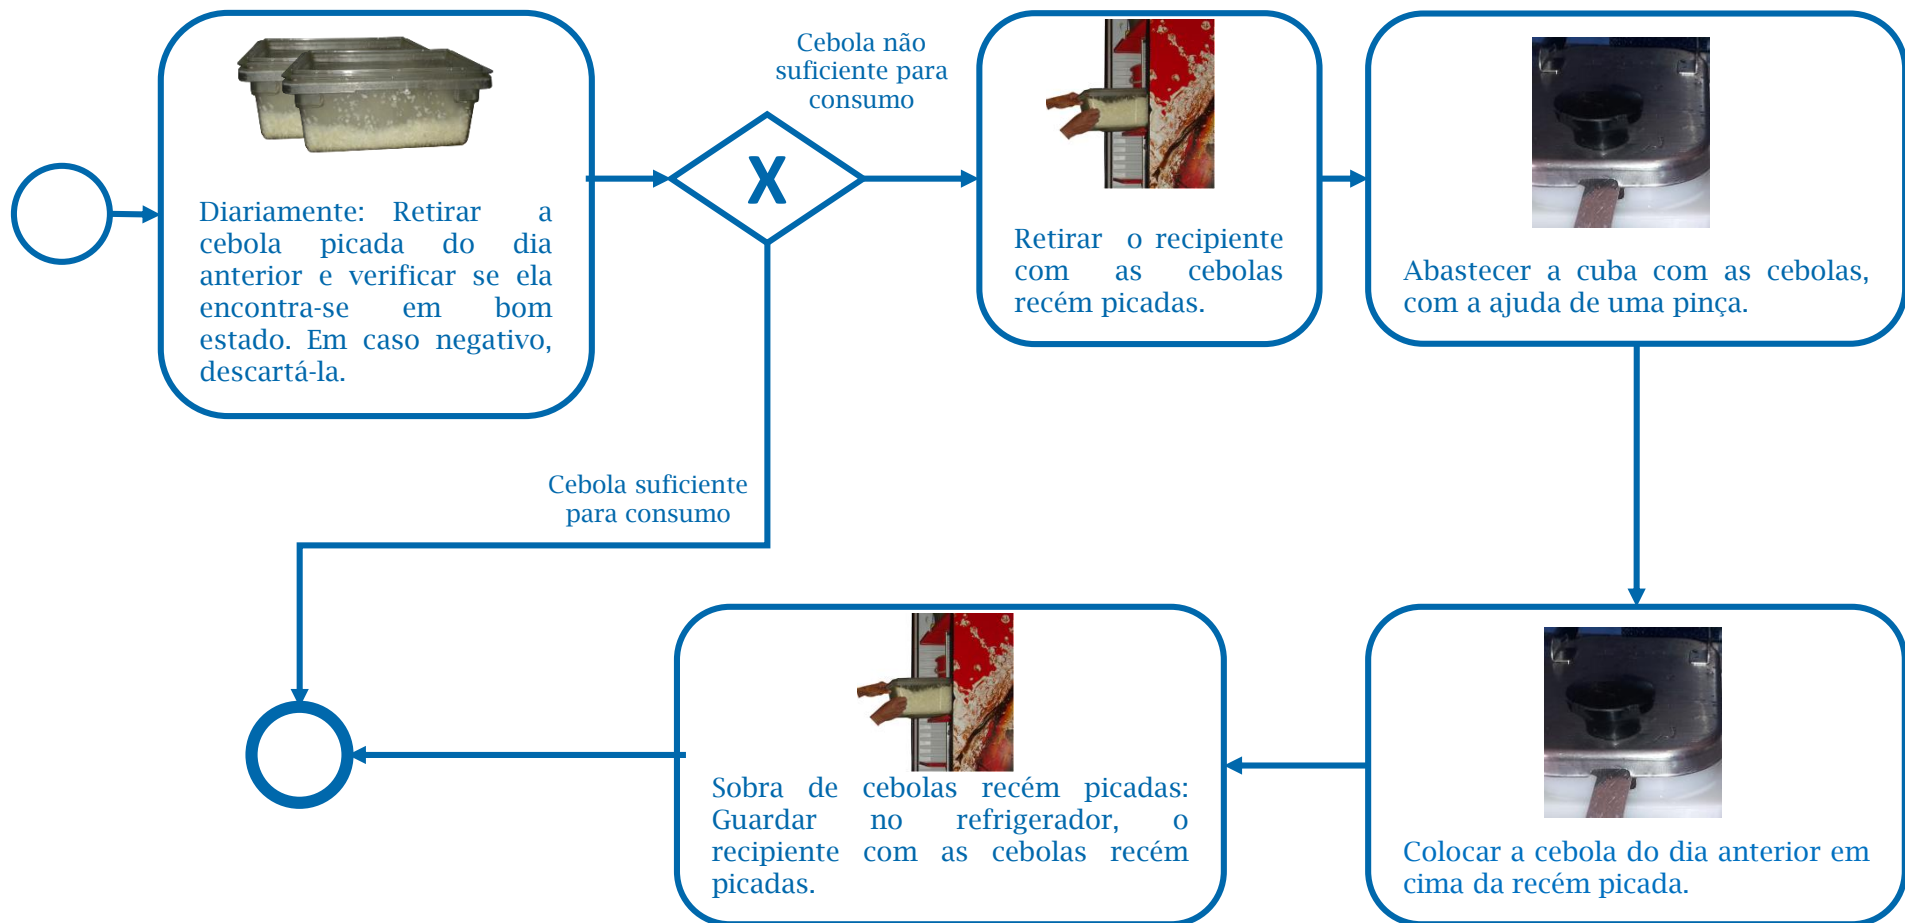 Diariamente: Retirar a
cebola picada do dia
anterior e verificar se ela
encontra-se em bom
estado. Em caso negativo,
descartá-la.
X
Cebola não
suficiente para
consumo
Retirar o recipiente
com as cebolas
recém picadas.
Abastecer a cuba com as cebolas,
com a ajuda de uma pinça.
Cebola suficiente
para consumo
Colocar a cebola do dia anterior em
cima da recém picada.
Sobra de cebolas recém picadas:
Guardar no refrigerador, o
recipiente com as cebolas recém
picadas.